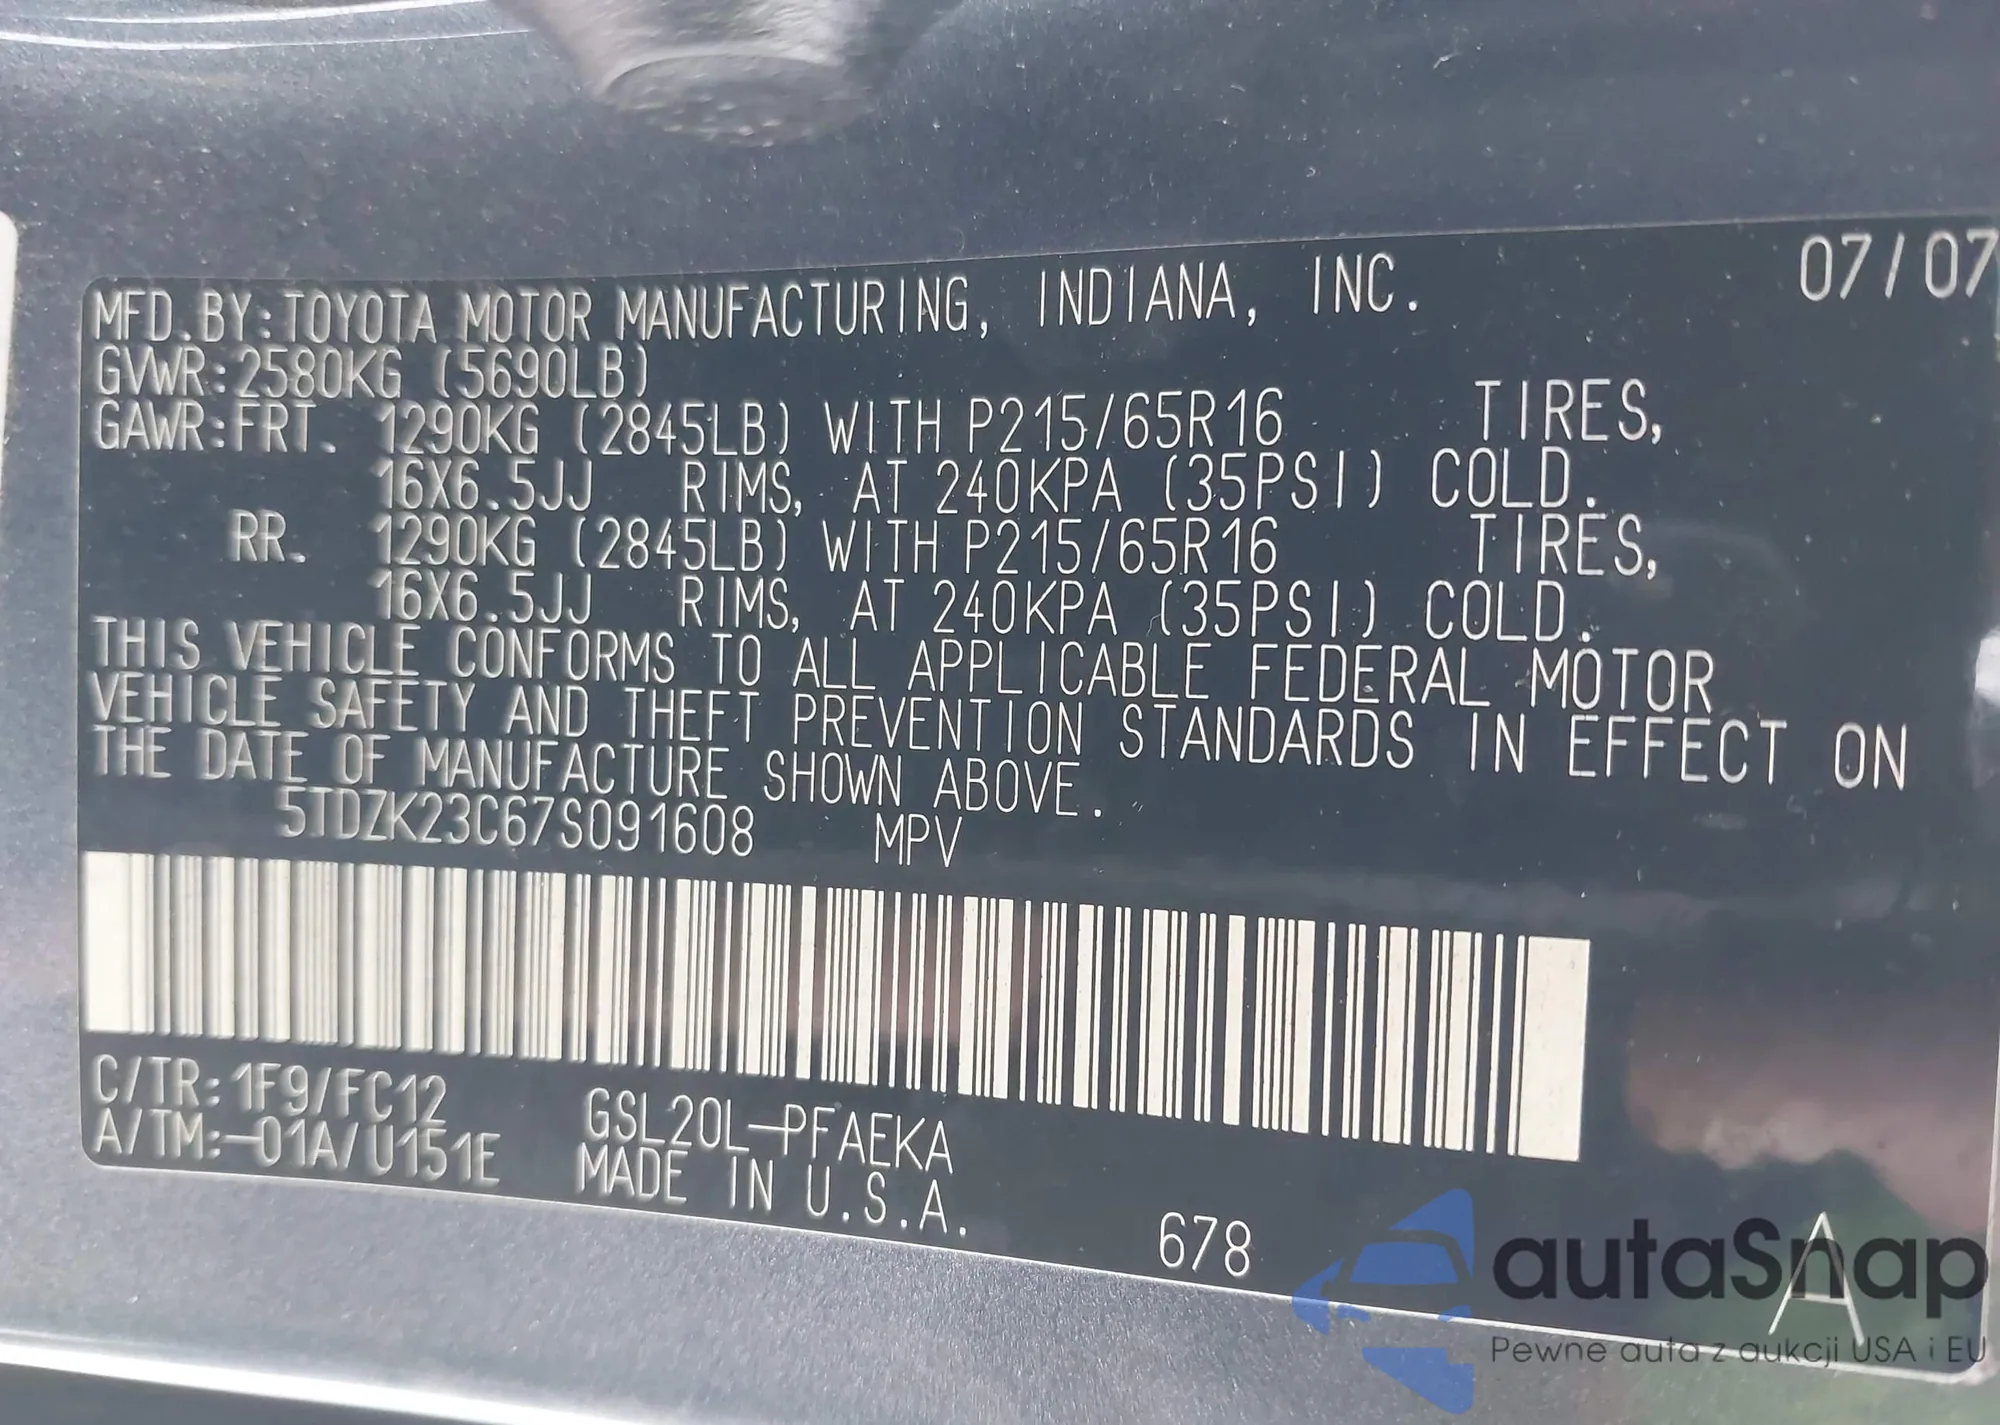 07/07
MFD.BY:TOYOTA MOTOR MANUFACTURING, INDIANA, INC.
GVWR:2580KG (5690LB)
GAWR:FRT. 1290KG (2845LB) WITH P215/65R16 TIRES,
16X6.5JJ RIMS, AT 240KPA (35PSI) COLD.
RR. 1290KG (2845LB) WITH P215/65R16 TIRES,
16X6.5JJ RIMS, AT 240KPA (35PSI) COLD.
THIS VEHICLE CONFORMS TO ALL APPLICABLE FEDERAL MOTOR
VEHICLE SAFETY AND THEFT PREVENTION STANDARDS IN EFFECT ON
THE DATE OF MANUFACTURE SHOWN ABOVE.
5TDZK23C67S091608 MPV
C/TR:1F9/FC12 GSL20L-PFAEKA
A/TM:-01A/U151E MADE IN U.S.A.
678 A
autaSnap
Pewne auta z aukcji USA i EU